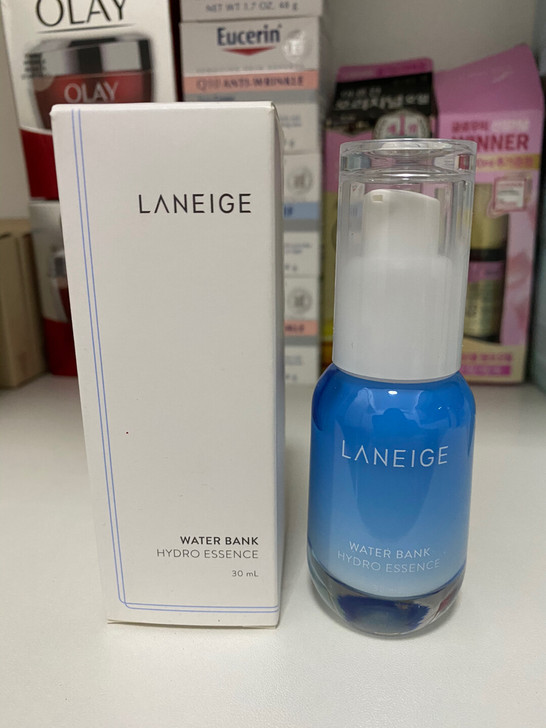 OLAY
OLAY
NET WT 1.7 OZ. 48 g
Eucerin
Q10 ANTI-WRINKLE
LANEIGE
WATER BANK
HYDRO ESSENCE
30 mL
LANEIGE
WATER BANK
HYDRO ESSENCE